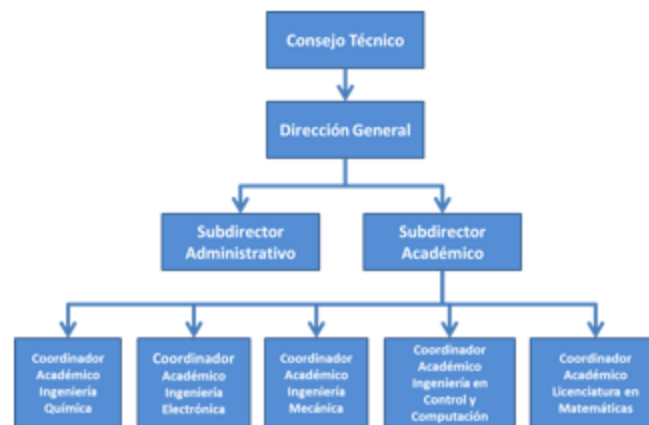 Consejo Técnico
Dirección General
Subdirector
Administrativo
Subdirector
Académico
Coordinador
Académico
Ingeniería
Química
Coordinador
Académico
Ingeniería
Electrónica
Coordinador
Académico
Ingeniería
Mecánica
Coordinador
Académico
Ingeniería en
Control y
Computación
Coordinador
Académico
Licenciatura en
Matemáticas